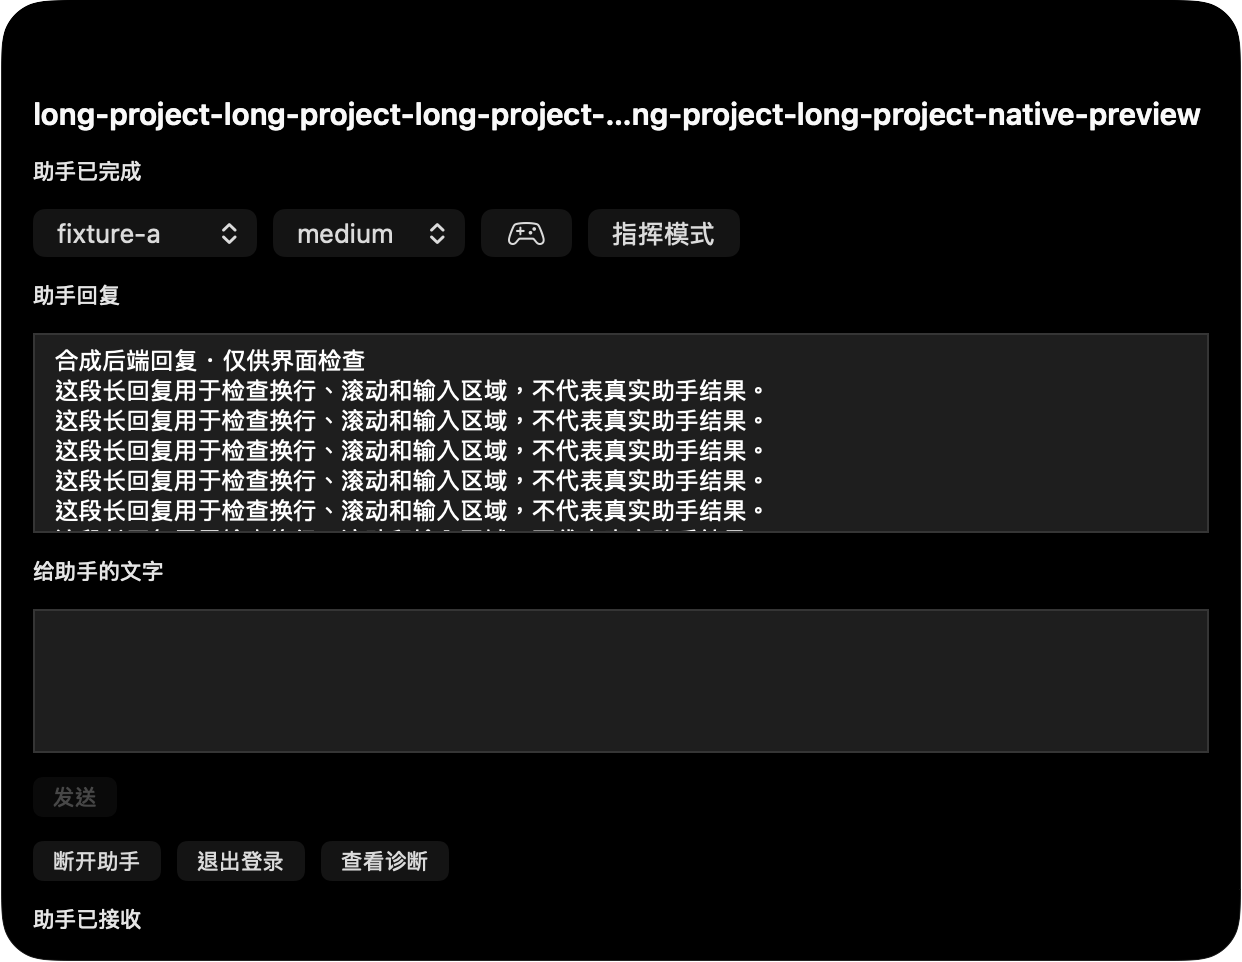 long-project-long-project-long-project-...ng-project-long-project-native-preview
助手已完成
fixture-a
medium
指挥模式
助手回复
合成后端回复 · 仅供界面检查
这段长回复用于检查换行、滚动和输入区域，不代表真实助手结果。
这段长回复用于检查换行、滚动和输入区域，不代表真实助手结果。
这段长回复用于检查换行、滚动和输入区域，不代表真实助手结果。
这段长回复用于检查换行、滚动和输入区域，不代表真实助手结果。
这段长回复用于检查换行、滚动和输入区域，不代表真实助手结果。
给助手的文字
发送
断开助手
退出登录
查看诊断
助手已接收